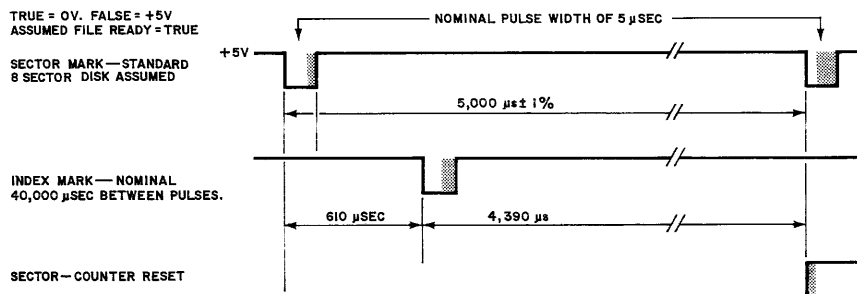 TRUE = OV. FALSE = +5V
ASSUMED FILE READY = TRUE
NOMINAL PULSE WIDTH OF 5 µSEC
+5V
SECTOR MARK—STANDARD
8 SECTOR DISK ASSUMED
5,000 µs ± 1%
INDEX MARK—NOMINAL
40,000 µSEC BETWEEN PULSES.
610 µSEC
4,390 µs
SECTOR—COUNTER RESET